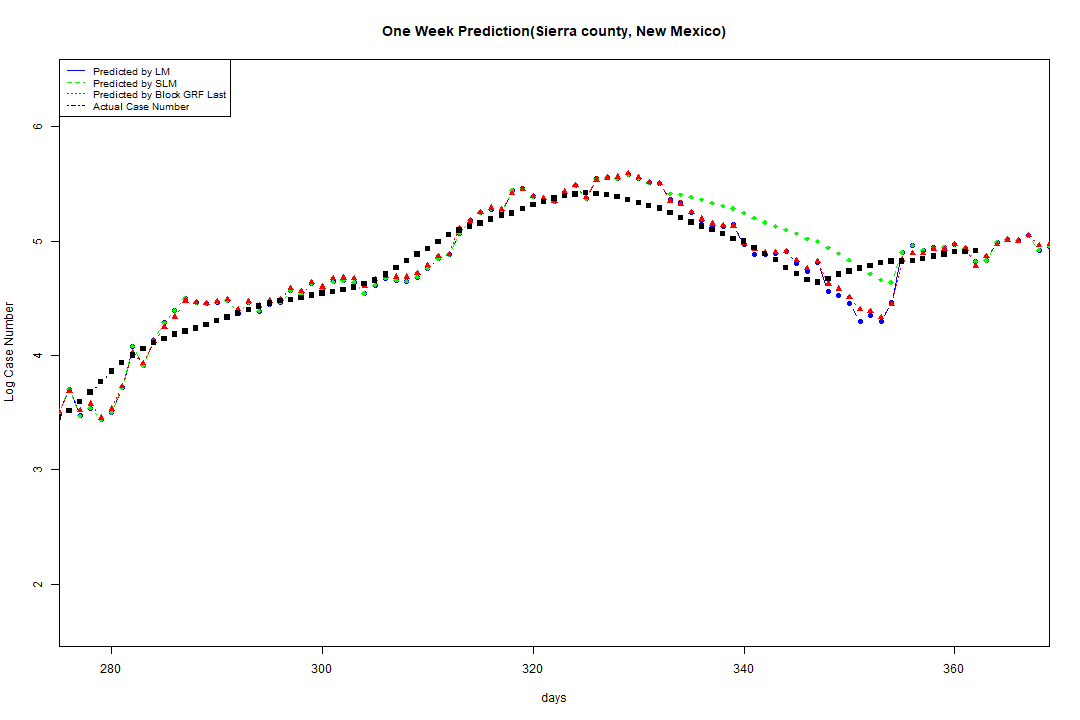 One Week Prediction(Sierra county, New Mexico)
Predicted by LM
Predicted by SLM
Predicted by Block GRF Last
Actual Case Number
6
5
4
3
2
Log Case Number
280 300 320 340 360
days